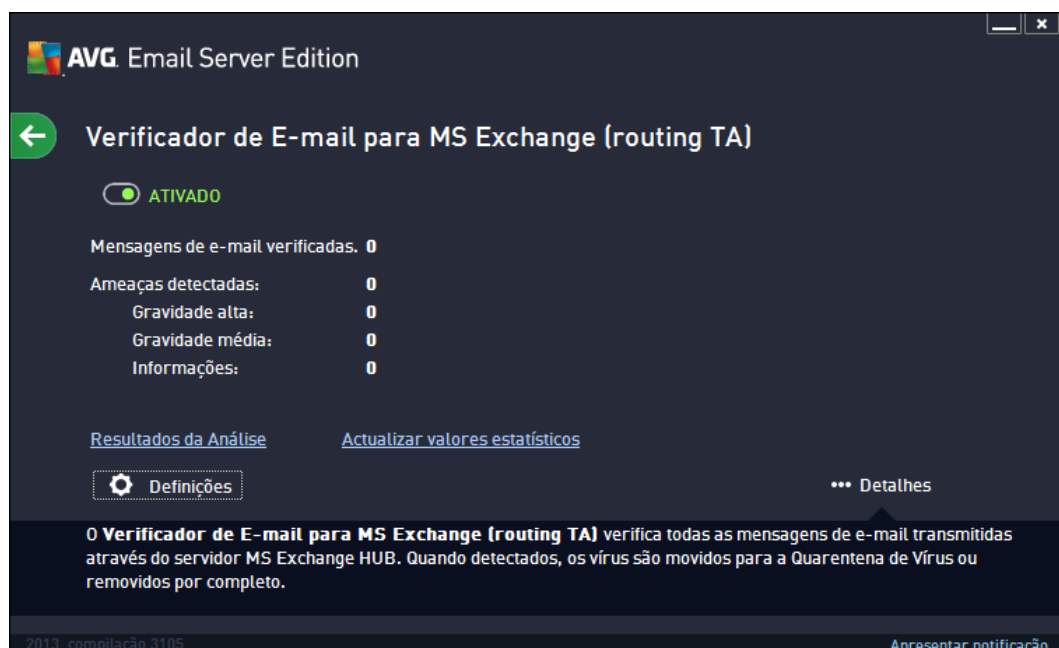 AVG. Email Server Edition
Verificador de E-mail para MS Exchange (routing TA)
ATIVADO
Mensagens de e-mail verificadas. 0
Ameaças detectadas: 0
Gravidade alta: 0
Gravidade média: 0
Informações: 0
Resultados da Análise Actualizar valores estatísticos
Definições ••• Detalhes
O Verificador de E-mail para MS Exchange (routing TA) verifica todas as mensagens de e-mail transmitidas
através do servidor MS Exchange HUB. Quando detectados, os vírus são movidos para a Quarentena de Vírus ou
removidos por completo.
2013, compilação 3105 Apresentar notificação